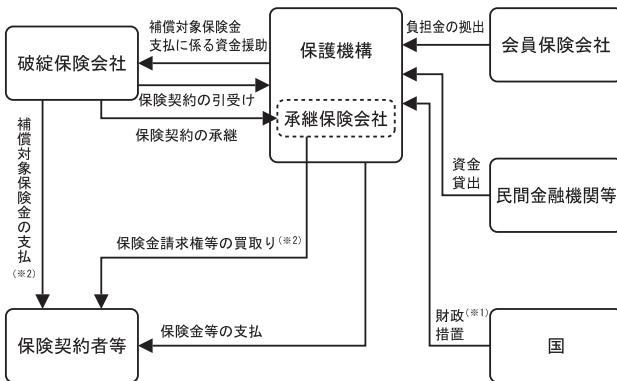 補償対象保険金
支払に係る資金援助
負担金の拠出
破綻保険会社
保護機構
会員保険会社
保険契約の引受け
承継保険会社
保険契約の承継
補償対象保険金の支払
(※2)
資金
貸出
民間金融機関等
保険金請求権等の買取り(※2)
財政(※1)
措置
保険金等の支払
保険契約者等
国